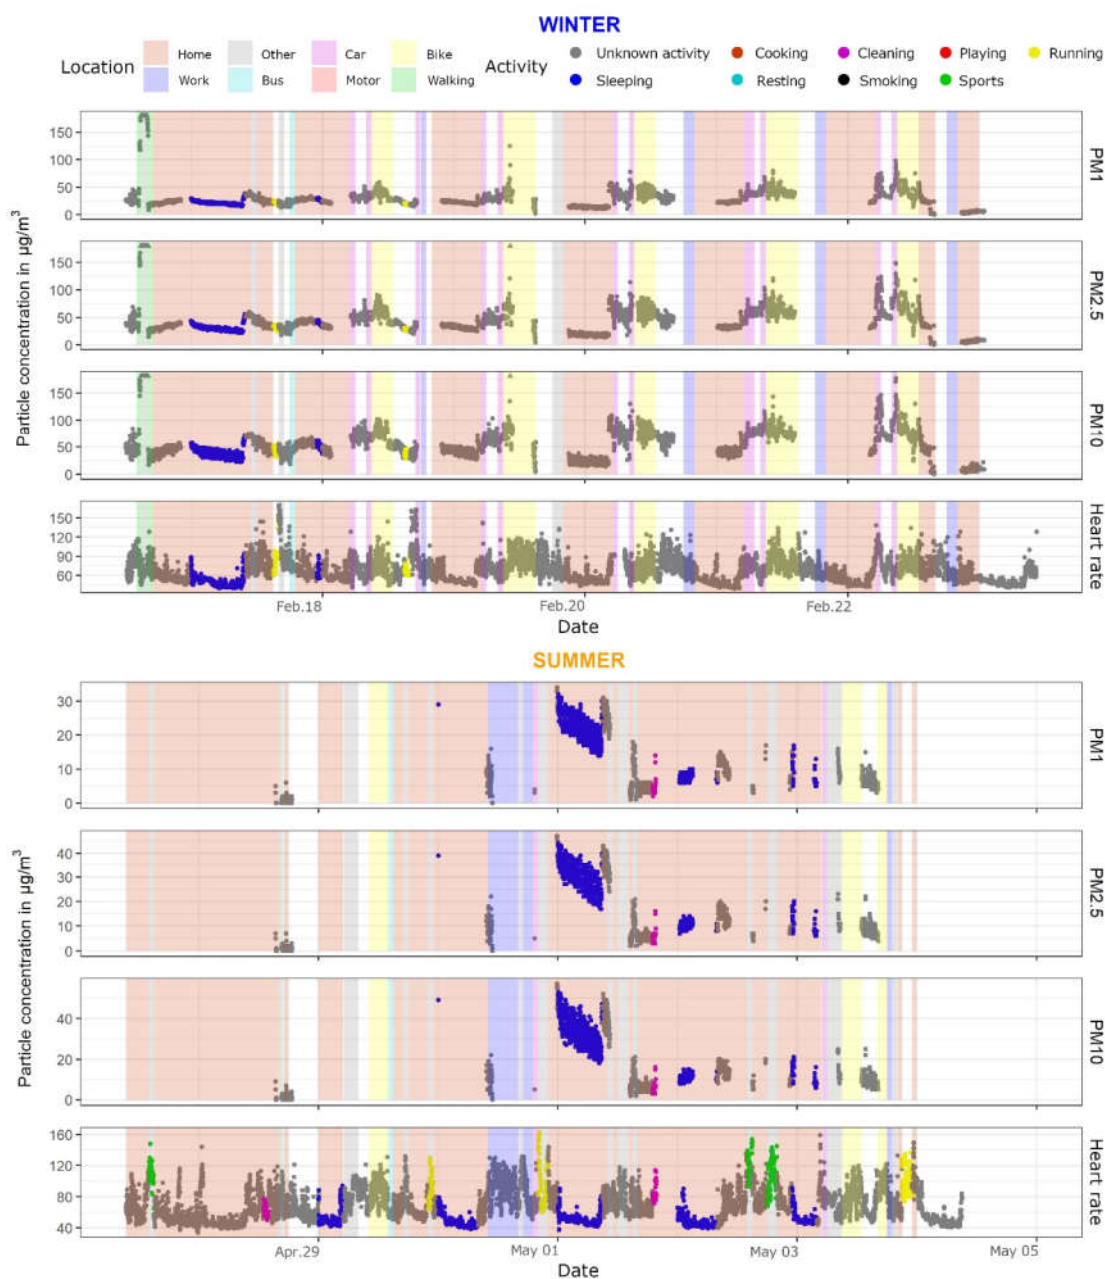 WINTER
Location Home Other Car Bike Activity Unknown activity Cooking Cleaning Playing Running
Work Bus Motor Walking Sleeping Resting Smoking Sports
Particle concentration in µg/m³
150
100
50
0
PM1
150
100
50
0
PM2.5
150
100
50
0
PM10
150
120
90
60
Heart rate
Feb.18 Feb.20 Feb.22
Date
SUMMER
Particle concentration in µg/m³
30
20
10
0
PM1
40
30
20
10
0
PM2.5
40
20
0
PM10
160
120
80
40
Heart rate
Apr.29 May 01 May 03 May 05
Date